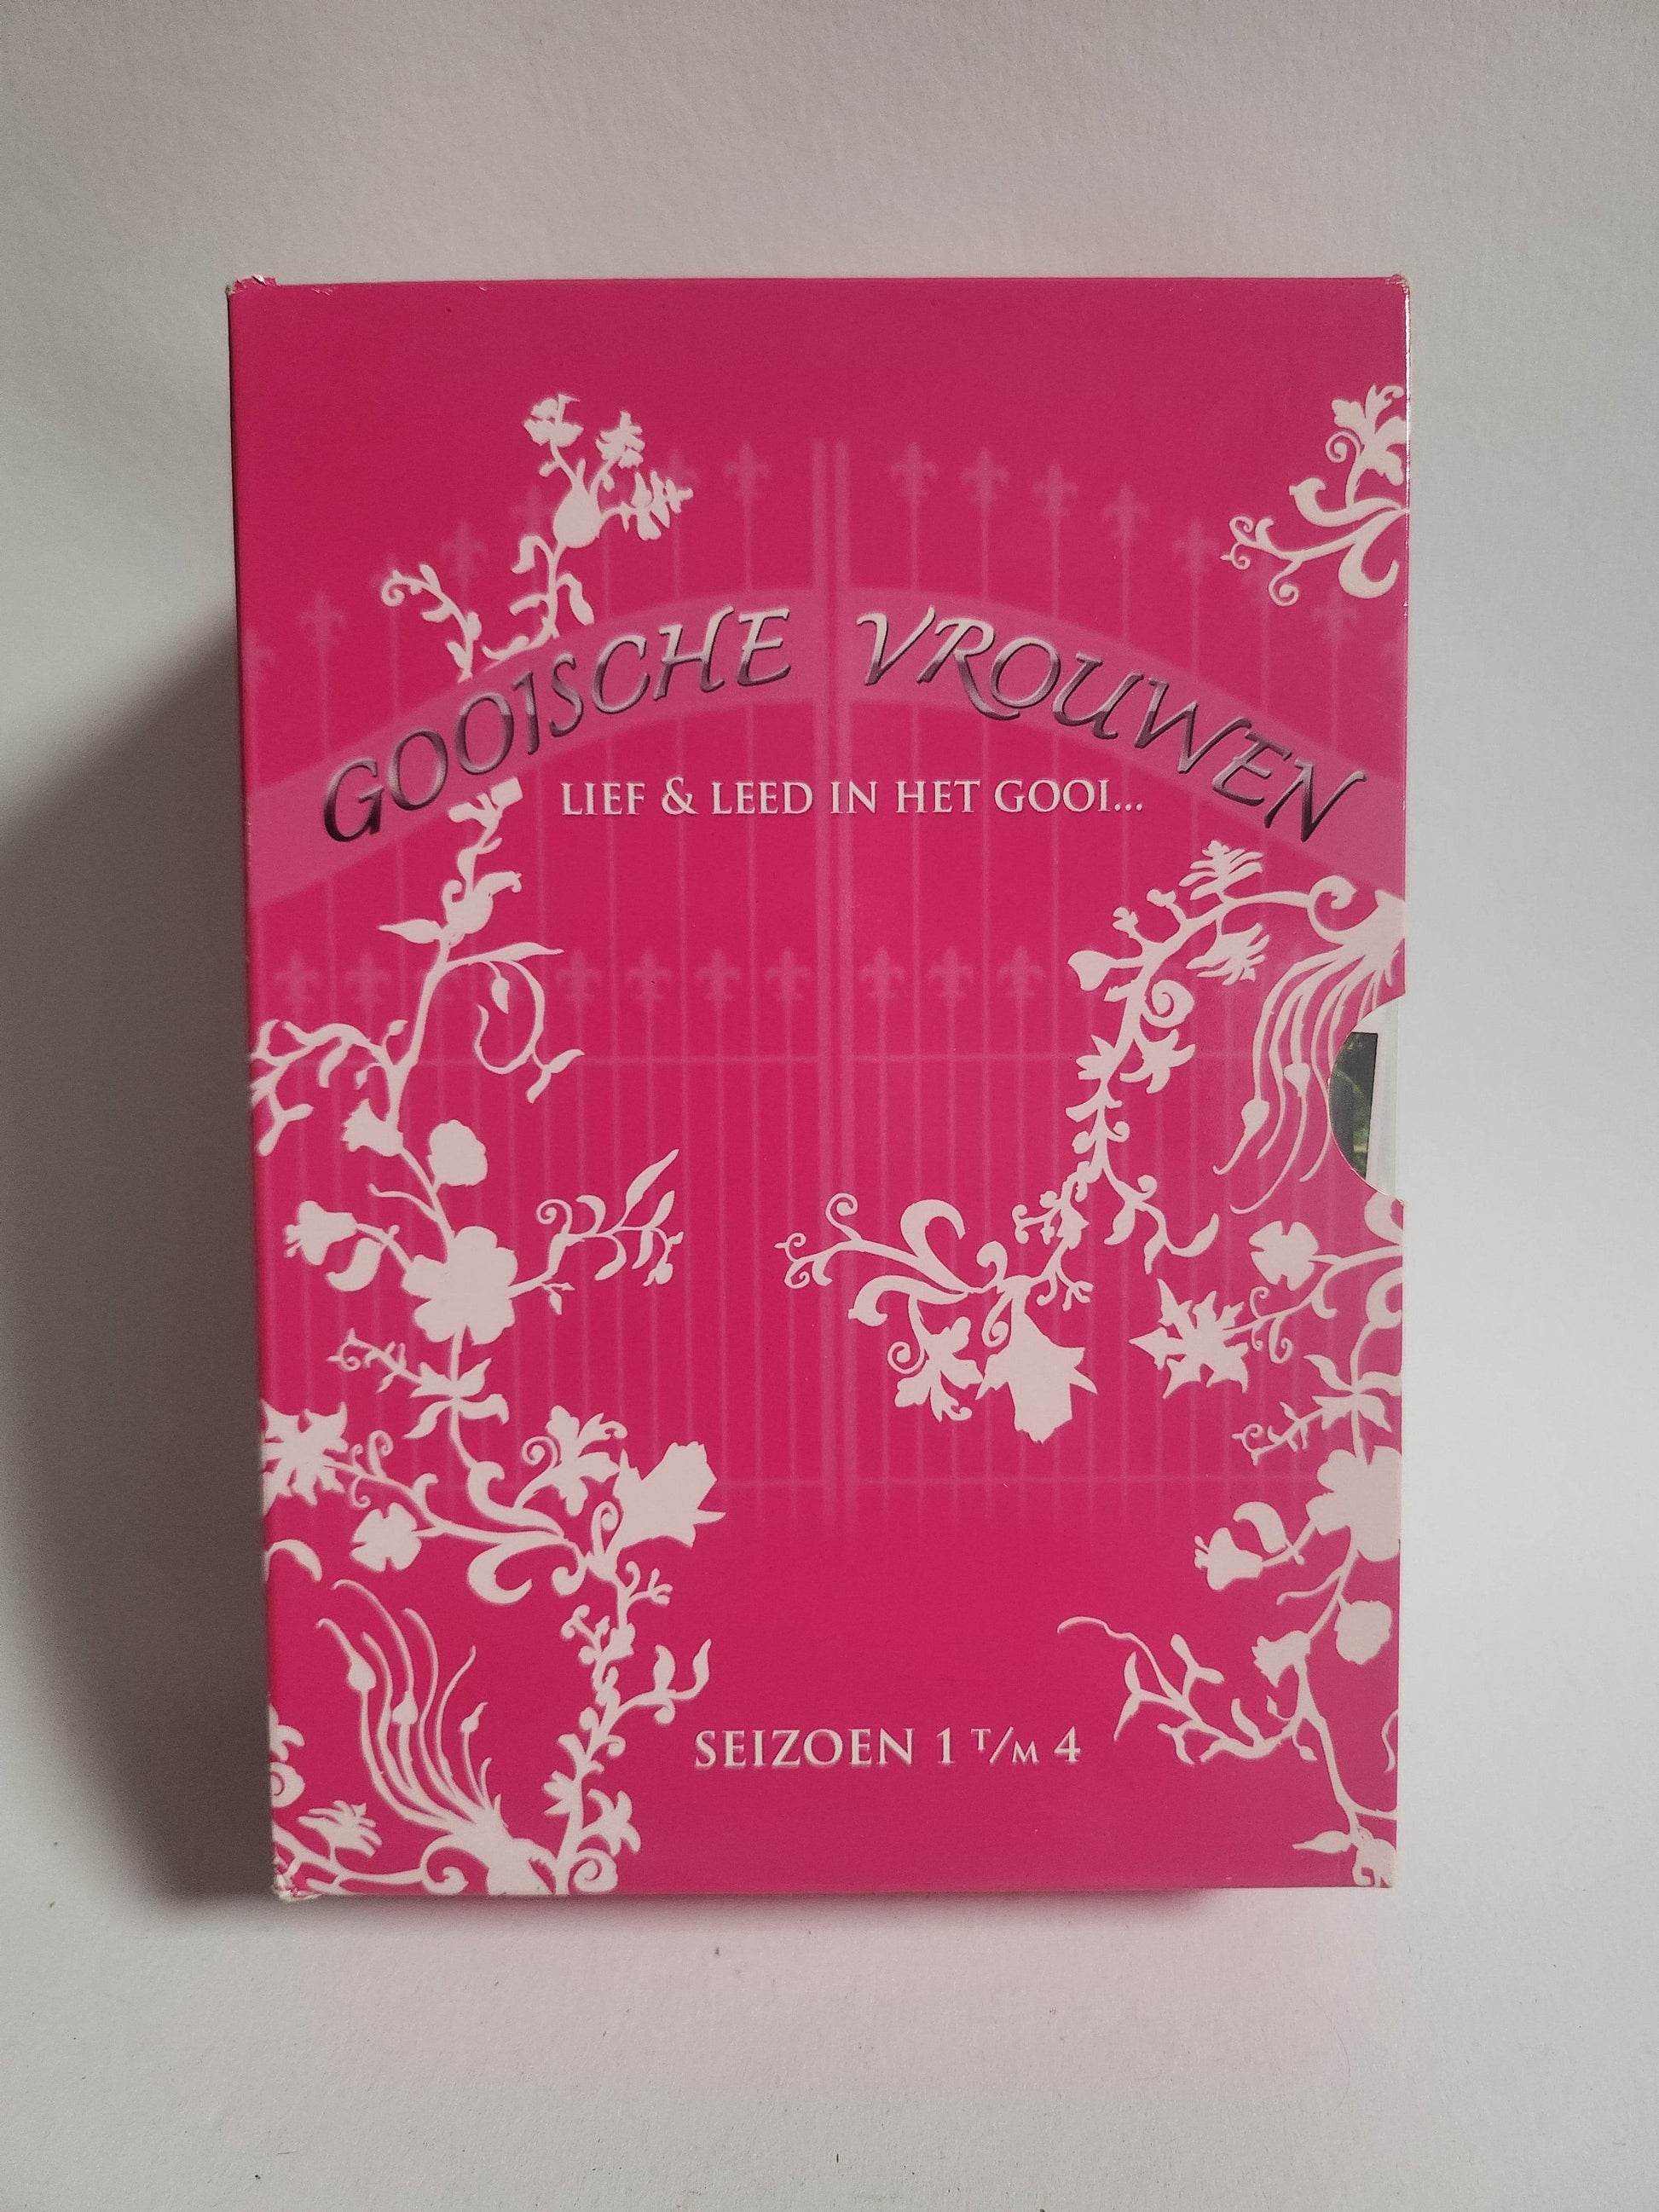 GOOISCHE VROUWEN
LIEF & LEED IN HET GOOI...
SEIZOEN 1 T/M 4